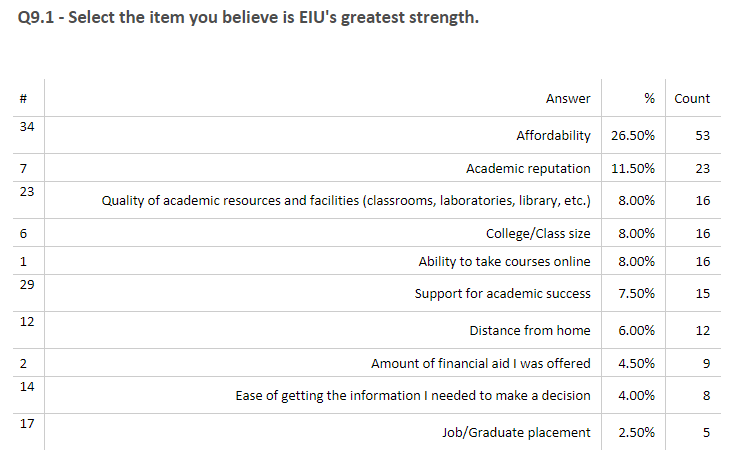 Q9.1 - Select the item you believe is EIU's greatest strength.
# Answer % Count
34 Affordability 26.50% 53
7 Academic reputation 11.50% 23
23 Quality of academic resources and facilities (classrooms, laboratories, library, etc.) 8.00% 16
6 College/Class size 8.00% 16
1 Ability to take courses online 8.00% 16
29 Support for academic success 7.50% 15
12 Distance from home 6.00% 12
2 Amount of financial aid I was offered 4.50% 9
14 Ease of getting the information I needed to make a decision 4.00% 8
17 Job/Graduate placement 2.50% 5